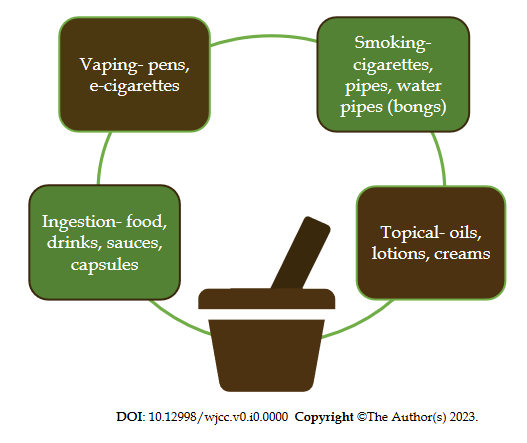 Vaping- pens,
e-cigarettes
Smoking-
cigarettes,
pipes, water
pipes (bongs)
Ingestion- food,
drinks, sauces,
capsules
Topical- oils,
lotions, creams
DOI: 10.12998/wjcc.v0.i0.0000 Copyright ©The Author(s) 2023.